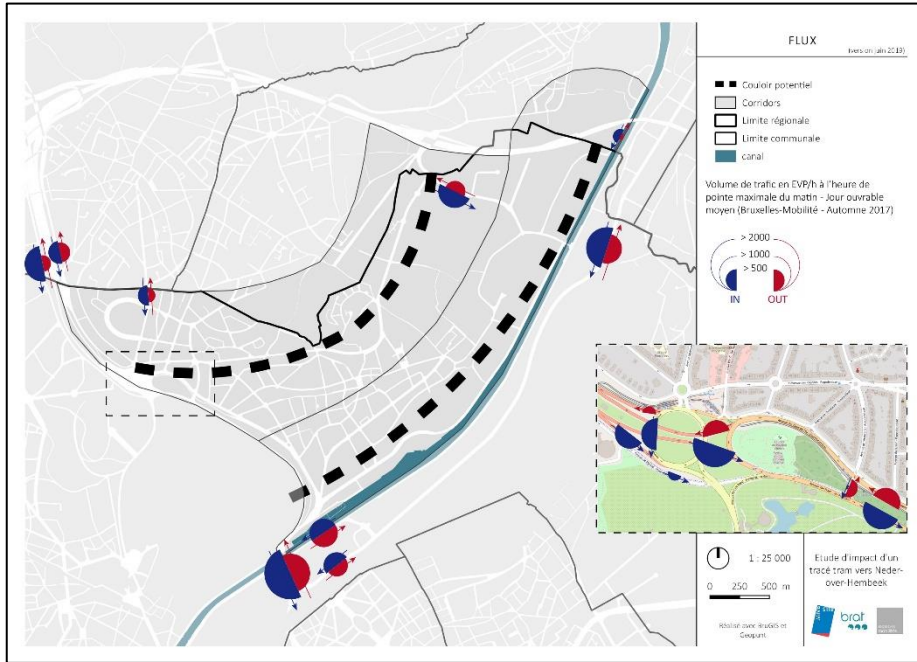 FLUX
(version juin 2019)
Couloir potentiel
Corridors
Limite régionale
Limite communale
canal
Volume de trafic en EVP/h à l'heure de
pointe maximale du matin - Jour ouvrable
moyen (Bruxelles-Mobilité - Automne 2017)
> 2000
> 1000
> 500
IN
OUT
1 : 25 000
0 250 500 m
Réalisé avec BruGIS et
Geopunt
Etude d'impact d'un
tracé tram vers Neder-
over-Hembeek
brat